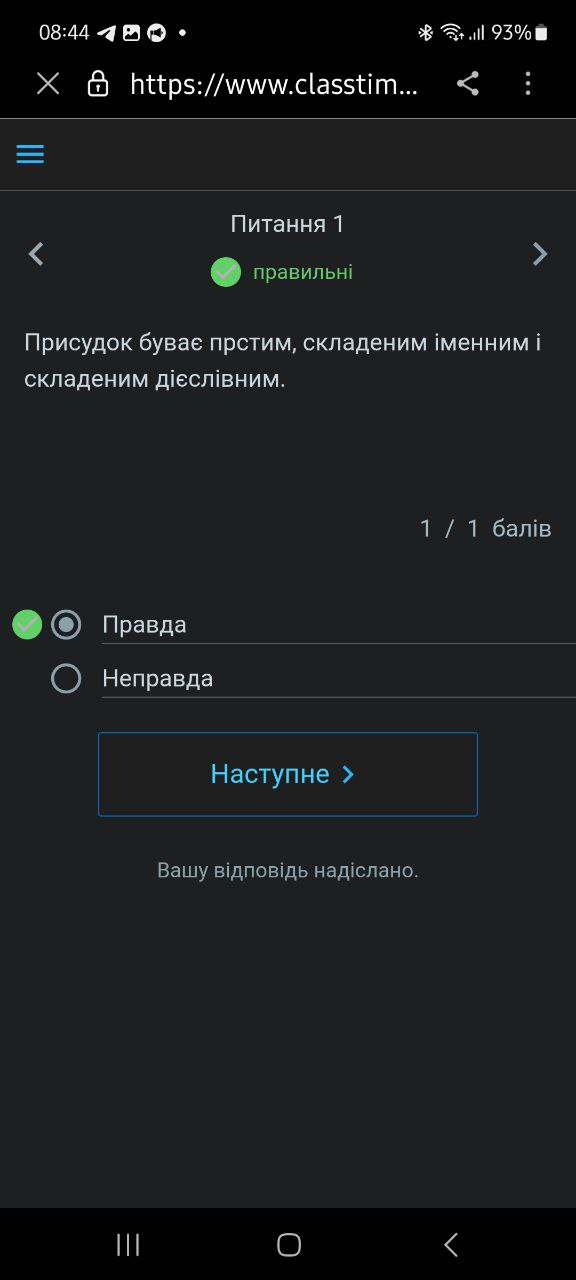 08:44
93%
https://www.classtim...
Питання 1
правильні
Присудок буває прстим, складеним іменним і
складеним дієслівним.
1 / 1 балів
Правда
Неправда
Наступне
Вашу відповідь надіслано.